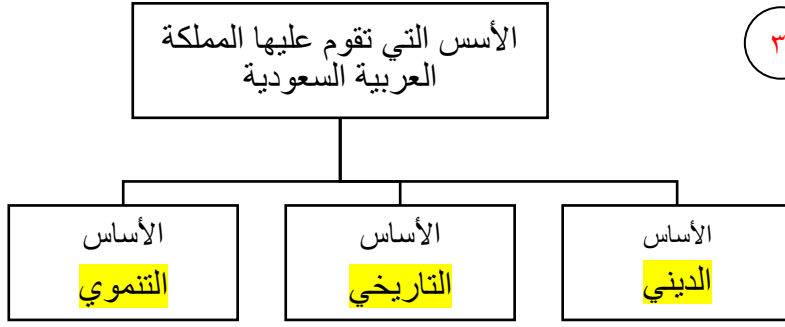 الأسس التي تقوم عليها المملكة
العربية السعودية
٣
الأساس
الديني
الأساس
التاريخي
الأساس
التنموي